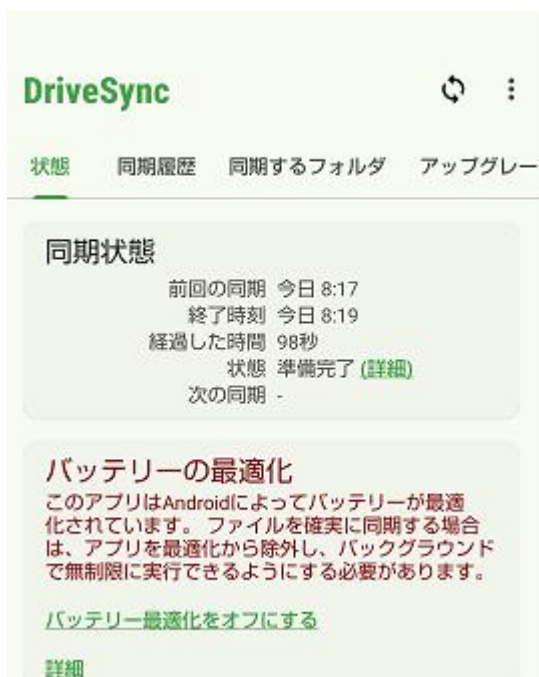 DriveSync
状態 同期履歴 同期するフォルダ アップグレー
同期状態
前回の同期 今日 8:17
終了時刻 今日 8:19
経過した時間 98秒
状態 準備完了 (詳細)
次の同期 -
バッテリーの最適化
このアプリはAndroidによってバッテリーが最適
化されています。 ファイルを確実に同期する場合
は、アプリを最適化から除外し、バックグラウンド
で無制限に実行できるようにする必要があります。
バッテリー最適化をオフにする
詳細